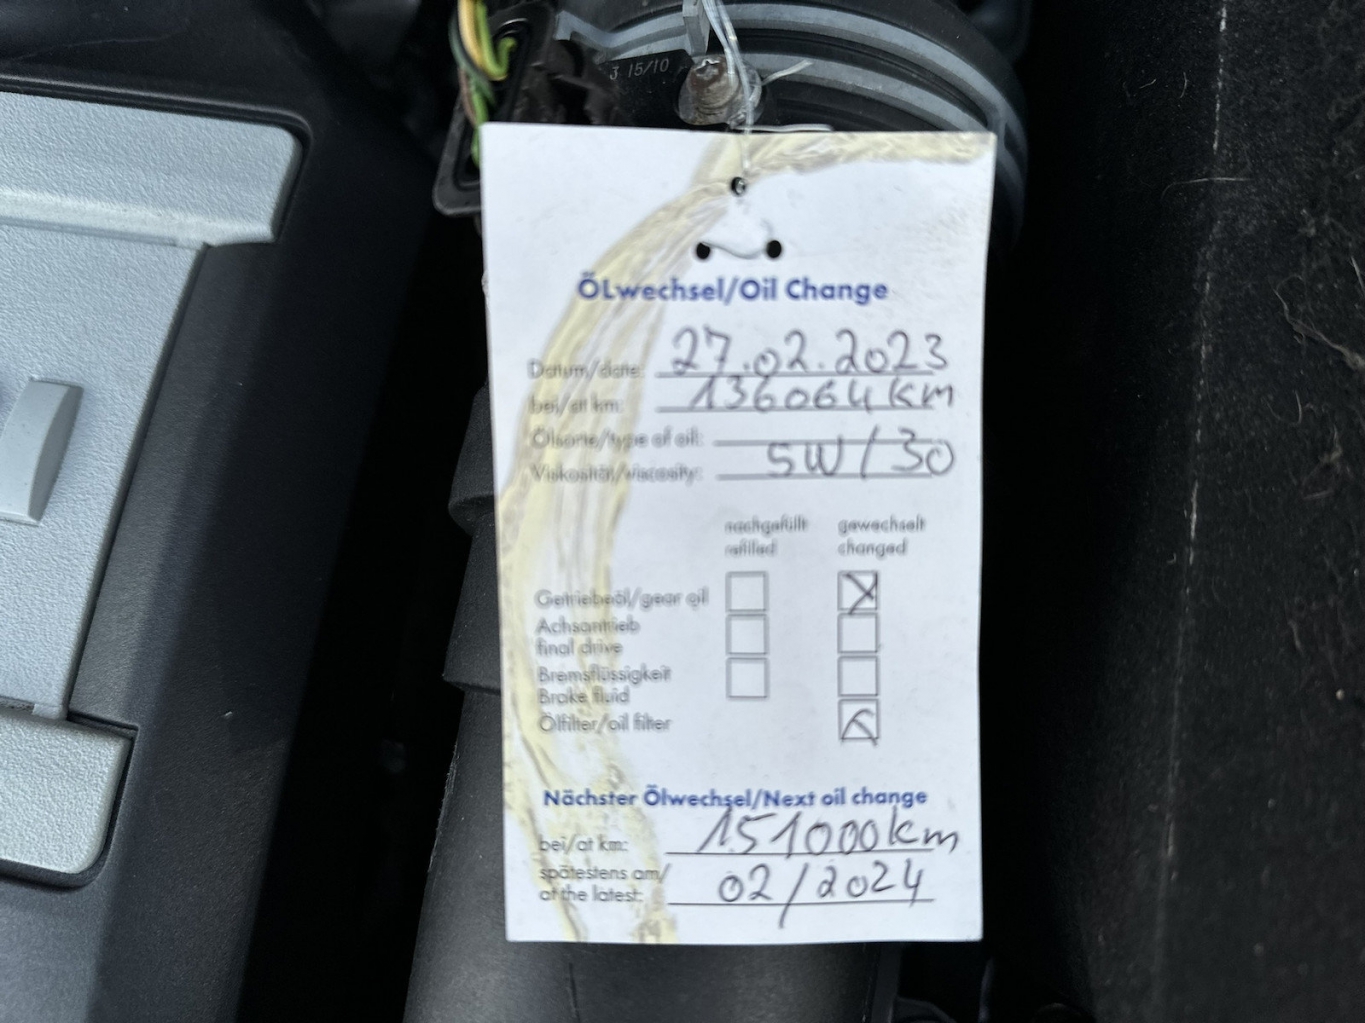 3 15/10
ÖLwechsel/Oil Change
Datum/date: 27.02.2023
bei/at km: 136064 km
Ölsorte/type of oil:
Viskosität/viscosity: 5W/30
nachgefüllt gewechselt
refilled changed
Getriebeöl/gear oil
Achsantrieb
final drive
Bremsflüssigkeit
Brake fluid
Ölfilter/oil filter
Nächster Ölwechsel/Next oil change
bei/at km: 151000 km
spätestens am/
at the latest: 02/2024